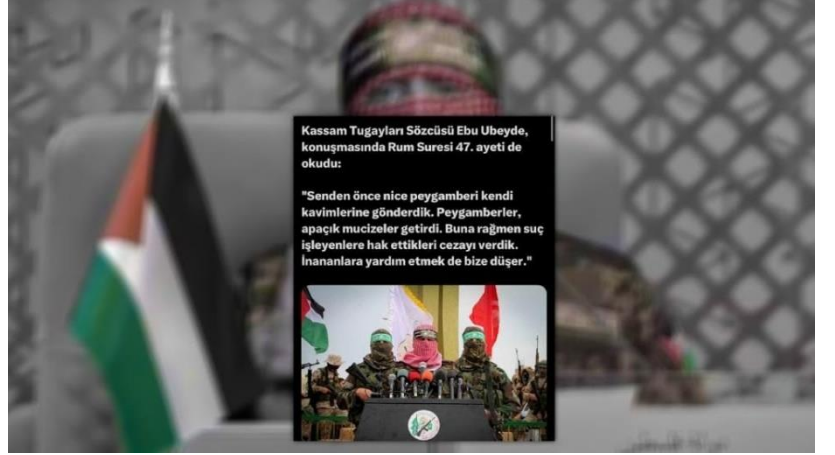 Kassam Tugayları Sözcüsü Ebu Ubeyde,
konuşmasında Rum Suresi 47. ayeti de
okudu:
"Senden önce nice peygamberi kendi
kavimlerine gönderdik. Peygamberler,
apaçık mucizeler getirdi. Buna rağmen suç
işleyenlere hak ettikleri cezayı verdik.
İnananlara yardım etmek de bize düşer."